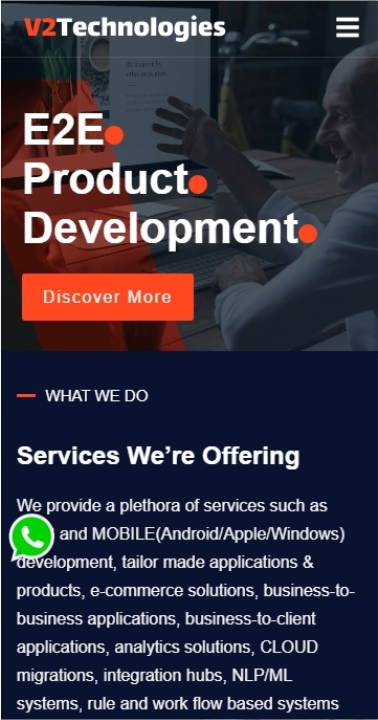 V2Technologies
E2E
Product
Development
Discover More
WHAT WE DO
Services We’re Offering
We provide a plethora of services such as
and MOBILE(Android/Apple/Windows)
development, tailor made applications &
products, e-commerce solutions, business-to-
business applications, business-to-client
applications, analytics solutions, CLOUD
migrations, integration hubs, NLP/ML
systems, rule and work flow based systems